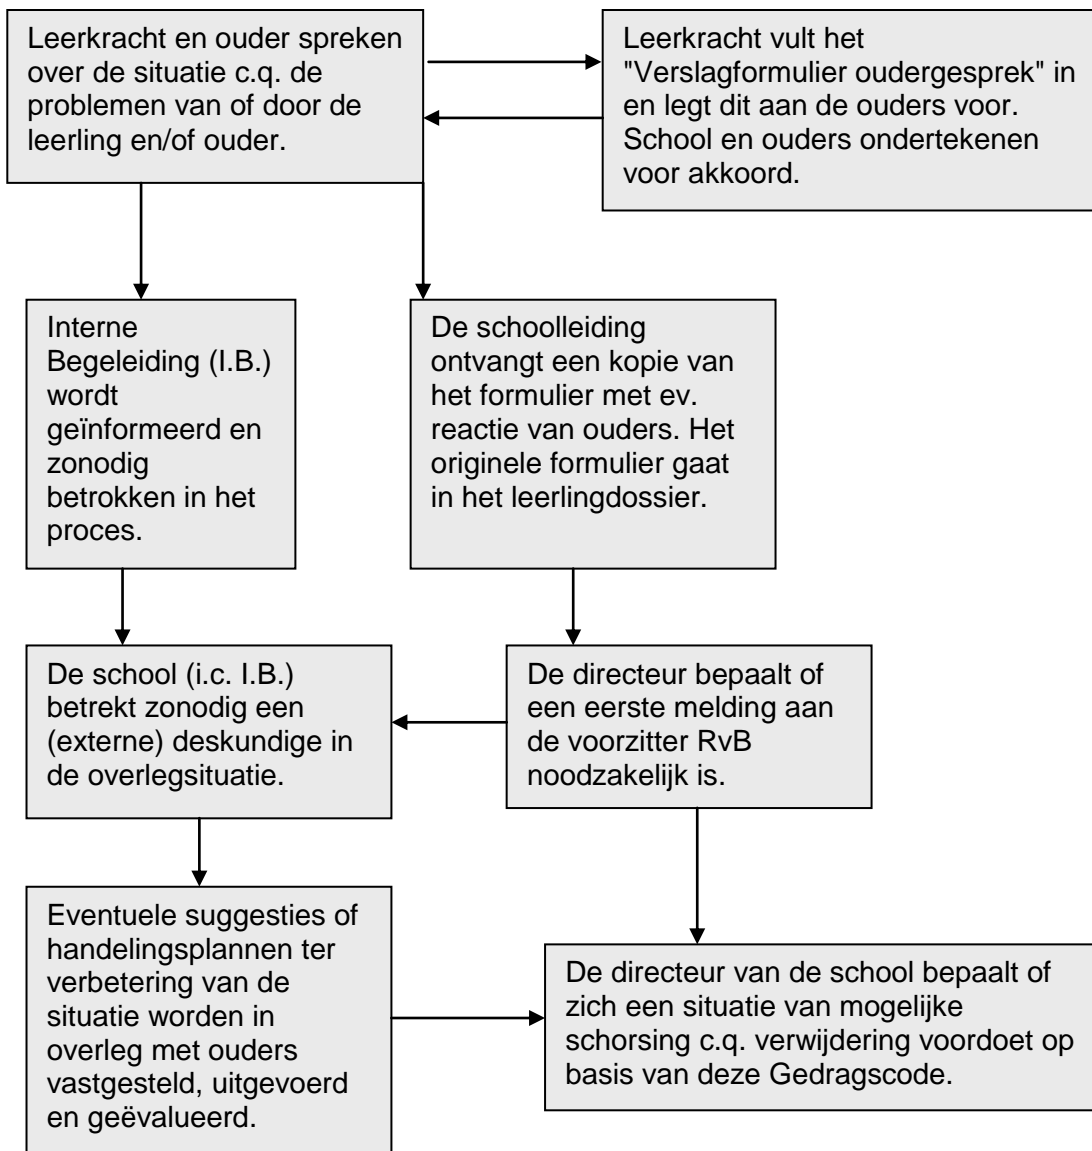 Leerkracht en ouder spreken
over de situatie c.q. de
problemen van of door de
leerling en/of ouder.
Leerkracht vult het
"Verslagformulier oudergesprek" in
en legt dit aan de ouders voor.
School en ouders ondertekenen
voor akkoord.
Interne
Begeleiding (I.B.)
wordt
geïnformeerd en
zonodig
betrokken in het
proces.
De schoolleiding
ontvangt een kopie van
het formulier met ev.
reactie van ouders. Het
originele formulier gaat
in het leerlingdossier.
De school (i.c. I.B.)
betrekt zonodig een
(externe) deskundige in
de overlegsituatie.
De directeur bepaalt of
een eerste melding aan
de voorzitter RvB
noodzakelijk is.
Eventuele suggesties of
handelingsplannen ter
verbetering van de
situatie worden in
overleg met ouders
vastgesteld, uitgevoerd
en geëvalueerd.
De directeur van de school bepaalt of
zich een situatie van mogelijke
schorsing c.q. verwijdering voordoet op
basis van deze Gedragscode.